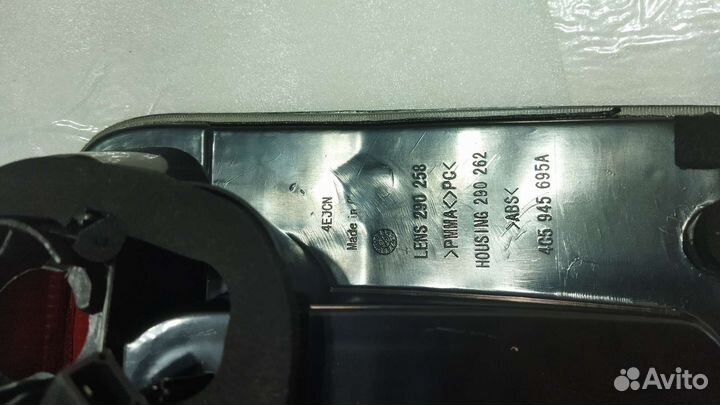 4EJCN
Made in
LENS 290 258
>PMMA<>PC<
HOUSING 290 262
>ABS<
4G5 945 695A
Avito